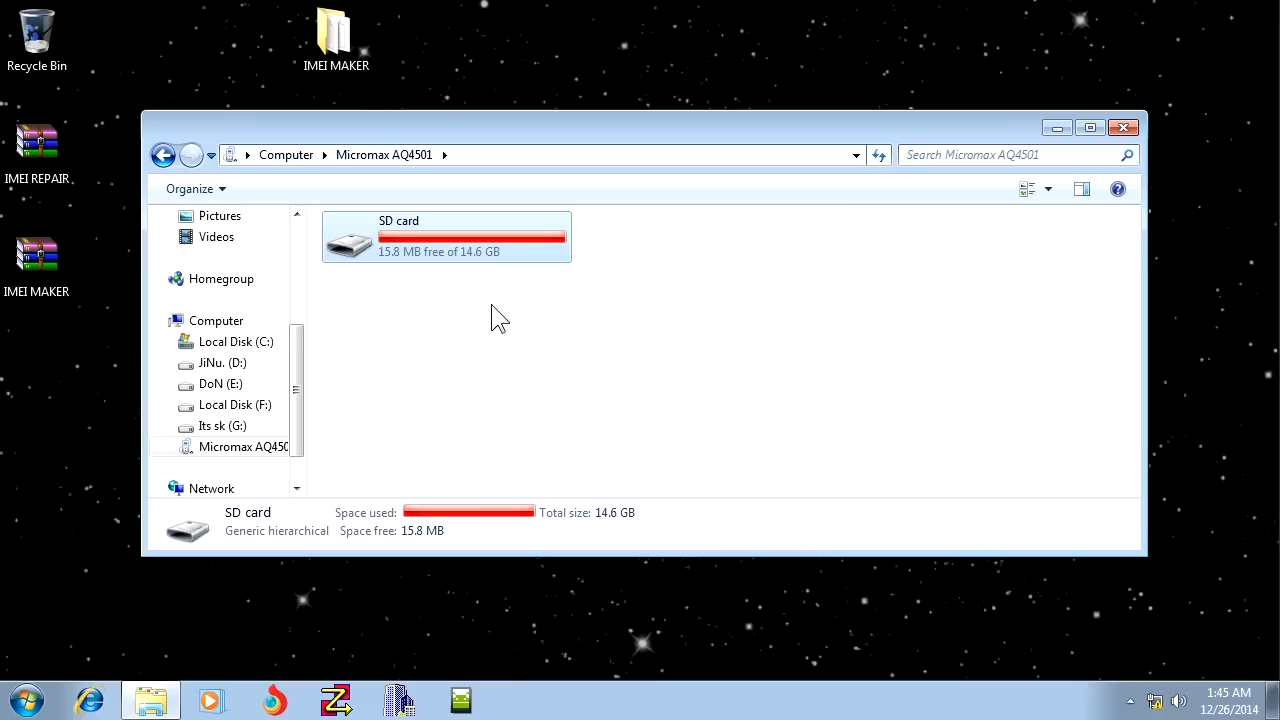 Recycle Bin
IMEI MAKER
IMEI REPAIR
IMEI MAKER
Computer Micromax AQ4501
Search Micromax AQ4501
Organize
Pictures
Videos
Homegroup
Computer
Local Disk (C:)
JiNu. (D:)
DoN (E:)
Local Disk (F:)
Its sk (G:)
Micromax AQ450
Network
SD card
15.8 MB free of 14.6 GB
SD card Space used: Total size: 14.6 GB
Generic hierarchical Space free: 15.8 MB
1:45 AM
12/26/2014